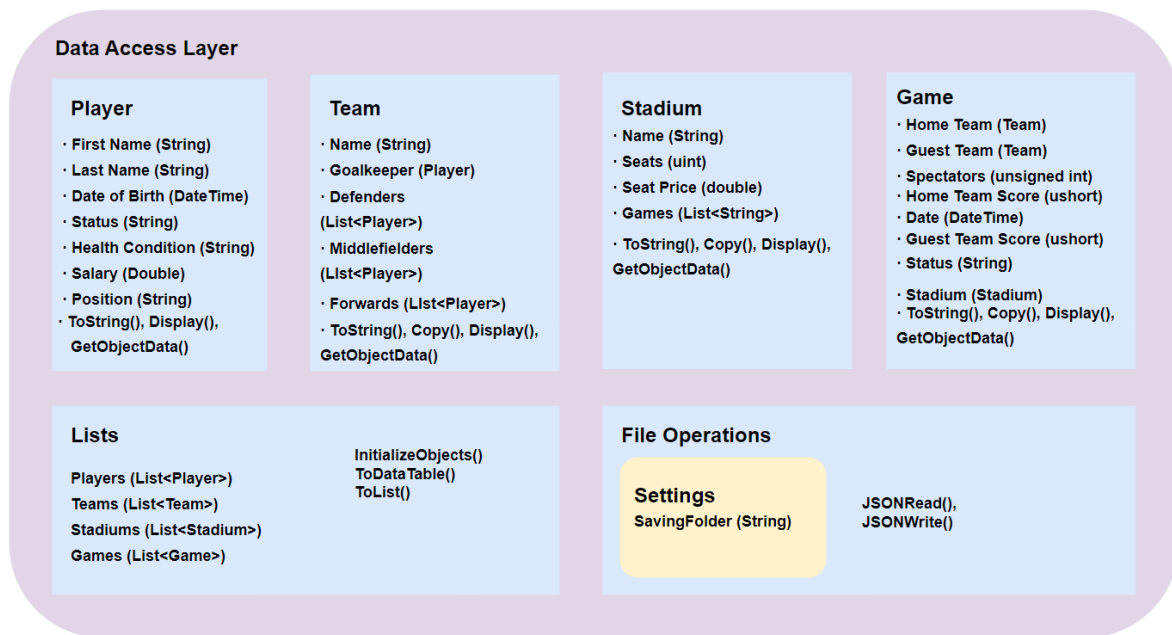 Data Access Layer
Player
· First Name (String)
· Last Name (String)
· Date of Birth (DateTime)
· Status (String)
· Health Condition (String)
· Salary (Double)
· Position (String)
· ToString(), Display(),
GetObjectData()
Team
· Name (String)
· Goalkeeper (Player)
· Defenders
(List<Player>)
· Middlefielders
(LIst<Player>)
· Forwards (LIst<Player>)
· ToString(), Copy(), Display(),
GetObjectData()
Stadium
· Name (String)
· Seats (uint)
· Seat Price (double)
· Games (List<String>)
· ToString(), Copy(), Display(),
GetObjectData()
Game
· Home Team (Team)
· Guest Team (Team)
· Spectators (unsigned int)
· Home Team Score (ushort)
· Date (DateTime)
· Guest Team Score (ushort)
· Status (String)
· Stadium (Stadium)
· ToString(), Copy(), Display(),
GetObjectData()
Lists
Players (List<Player>)
Teams (List<Team>)
Stadiums (List<Stadium>)
Games (List<Game>)
InitializeObjects()
ToDataTable()
ToList()
File Operations
Settings
SavingFolder (String)
JSONRead(),
JSONWrite()